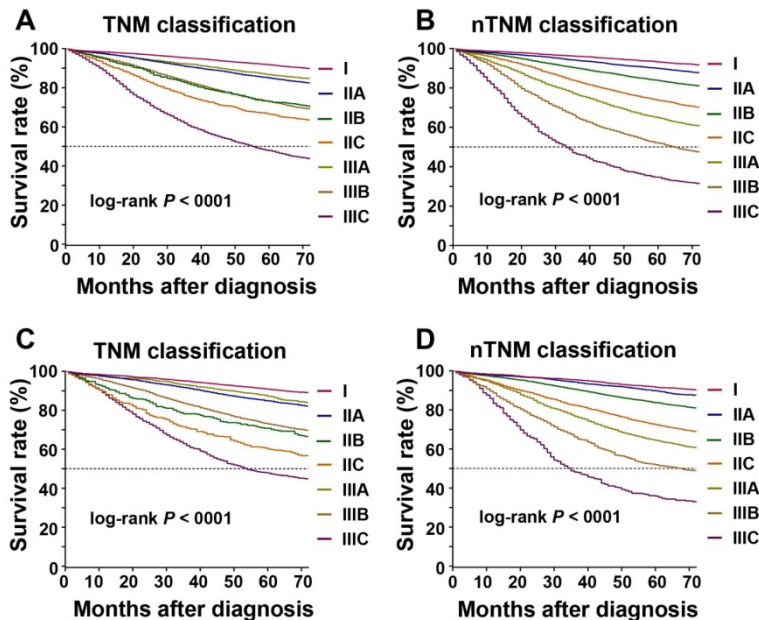 A
TNM classification
Survival rate (%)
100
80
60
40
20
0
log-rank P < 0001
0 10 20 30 40 50 60 70
Months after diagnosis
I
IIA
IIB
IIC
IIIA
IIIB
IIIC
B
nTNM classification
Survival rate (%)
100
80
60
40
20
0
log-rank P < 0001
0 10 20 30 40 50 60 70
Months after diagnosis
I
IIA
IIB
IIC
IIIA
IIIB
IIIC
C
TNM classification
Survival rate (%)
100
80
60
40
20
0
log-rank P < 0001
0 10 20 30 40 50 60 70
Months after diagnosis
I
IIA
IIB
IIC
IIIA
IIIB
IIIC
D
nTNM classification
Survival rate (%)
100
80
60
40
20
0
log-rank P < 0001
0 10 20 30 40 50 60 70
Months after diagnosis
I
IIA
IIB
IIC
IIIA
IIIB
IIIC